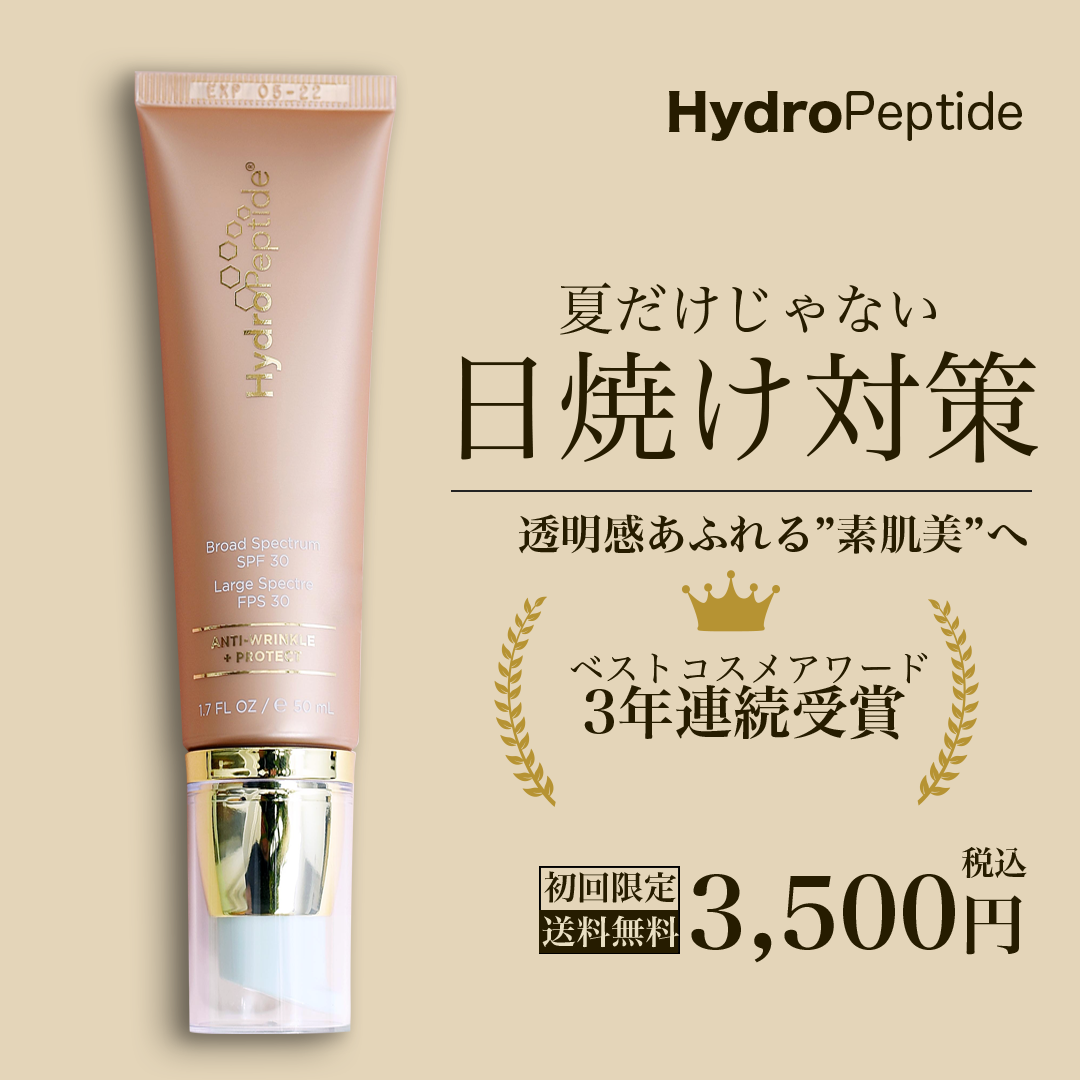 EXP 05-22
HydroPeptide®
Broad Spectrum
SPF 30
Large Spectre
FPS 30
ANTI-WRINKLE
+ PROTECT
1.7 FL OZ / ℮ 50 mL
HydroPeptide
夏だけじゃない
日焼け対策
透明感あふれる”素肌美”へ
ベストコスメアワード
3年連続受賞
初回限定
送料無料
3,500円
税込